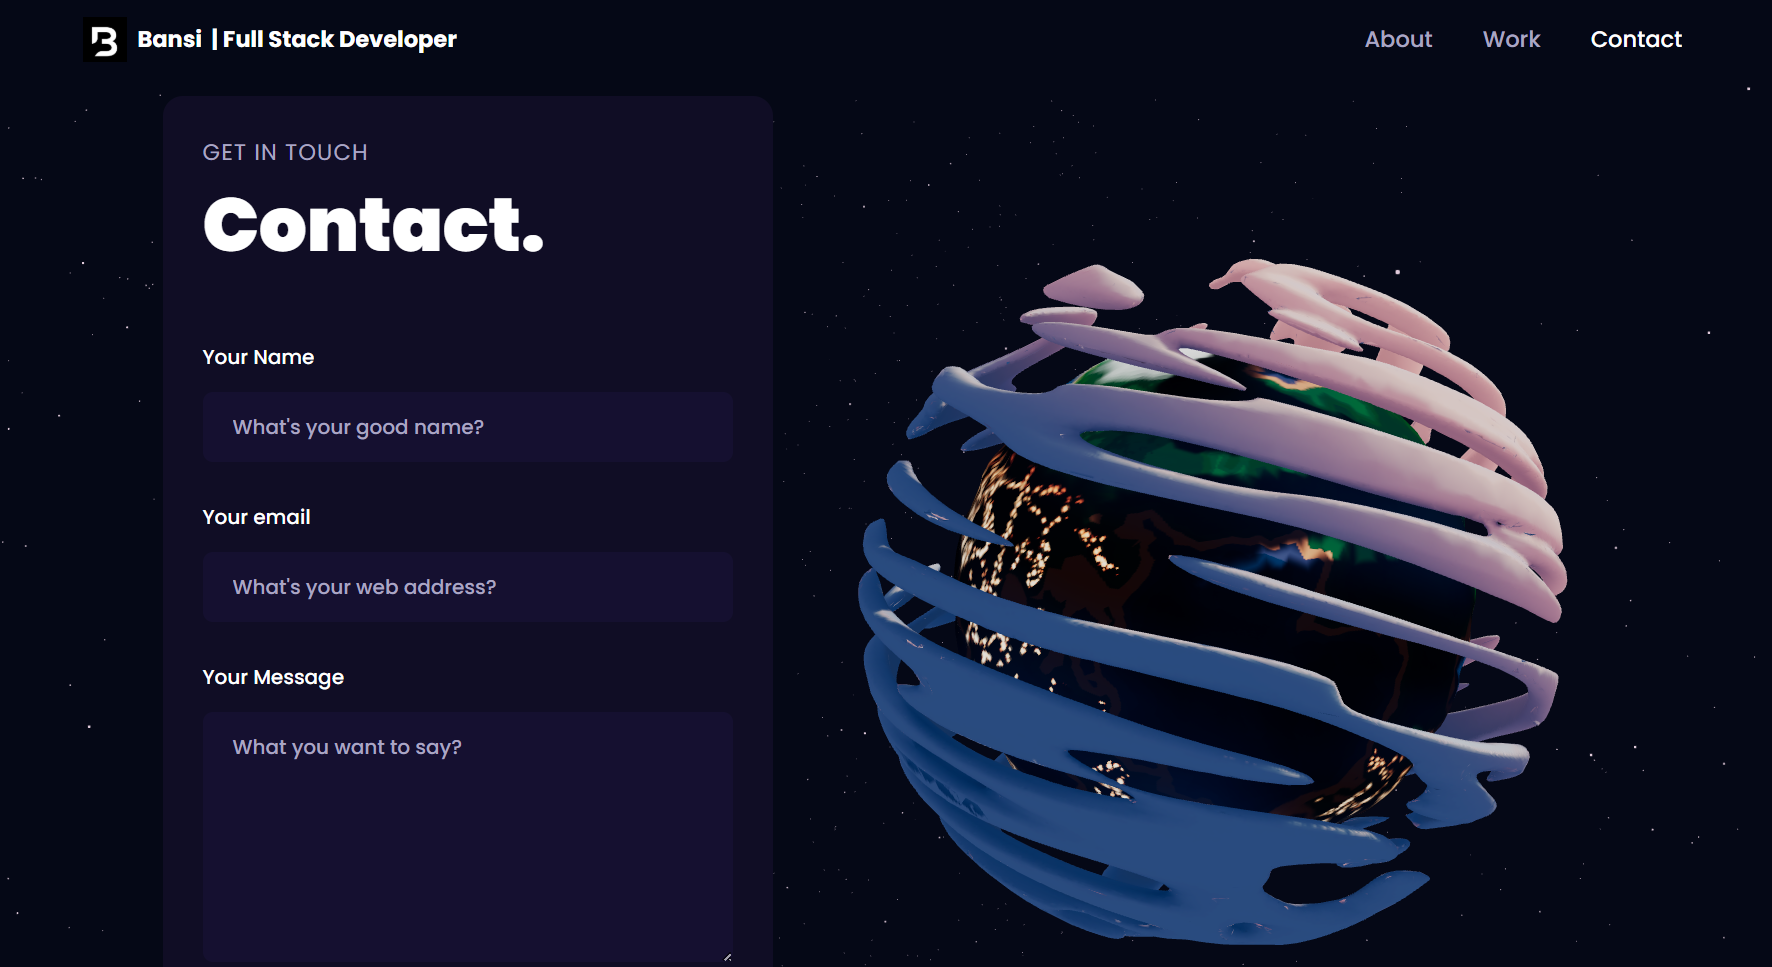 Bansi | Full Stack Developer
About Work Contact
GET IN TOUCH
Contact.
Your Name
What's your good name?
Your email
What's your web address?
Your Message
What you want to say?